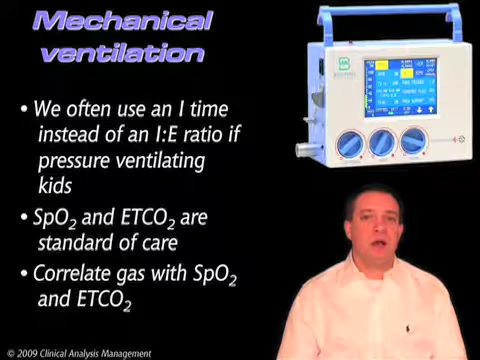 Mechanical
ventilation
• We often use an I time
instead of an I:E ratio if
pressure ventilating
kids
• SpO₂ and ETCO₂ are
standard of care
• Correlate gas with SpO₂
and ETCO₂
© 2009 Clinical Analysis Management